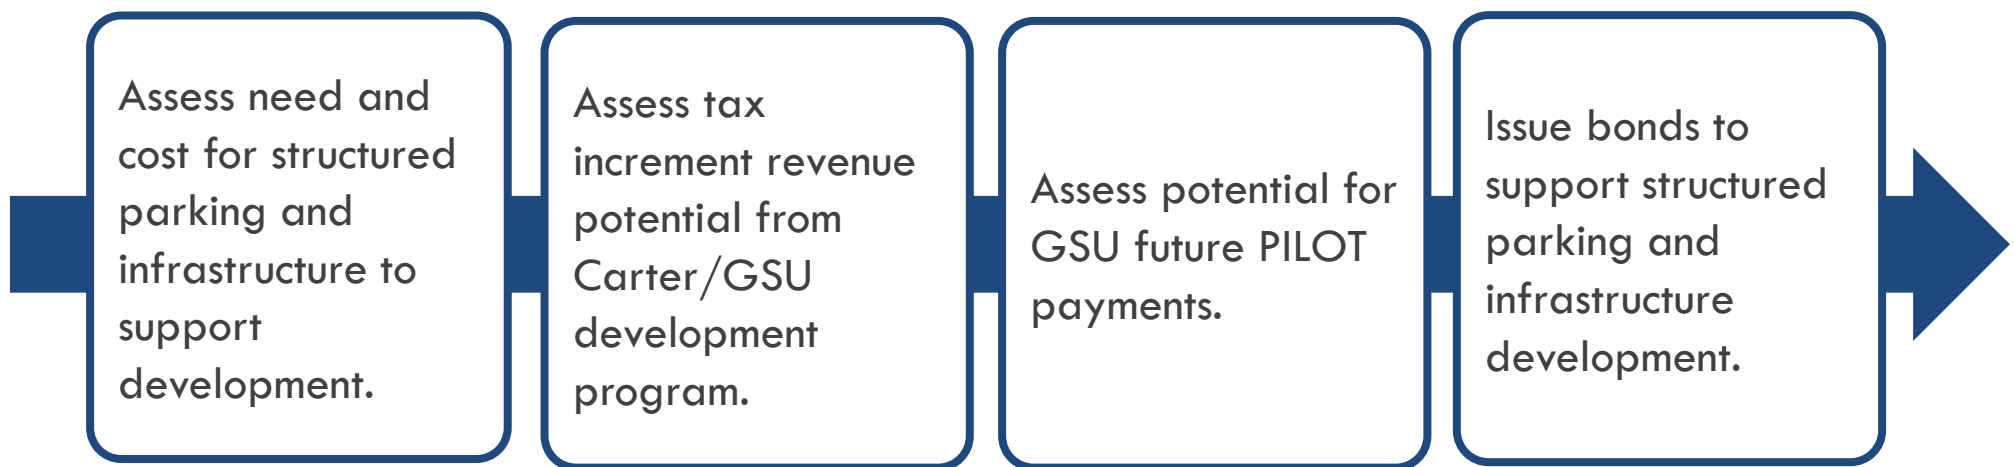 Assess need and
cost for structured
parking and
infrastructure to
support
development.
Assess tax
increment revenue
potential from
Carter/GSU
development
program.
Assess potential for
GSU future PILOT
payments.
Issue bonds to
support structured
parking and
infrastructure
development.